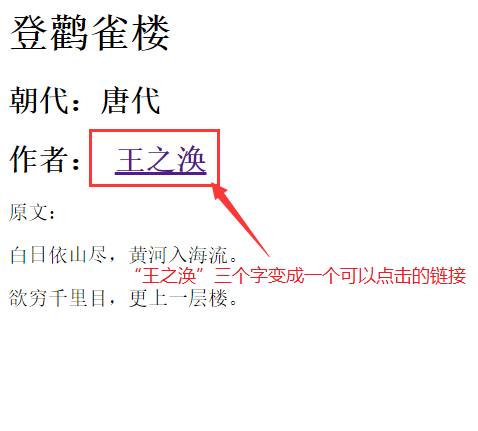 登鹳雀楼
朝代：唐代
作者： 王之涣
原文：
白日依山尽，黄河入海流。
“王之涣”三个字变成一个可以点击的链接
欲穷千里目，更上一层楼。